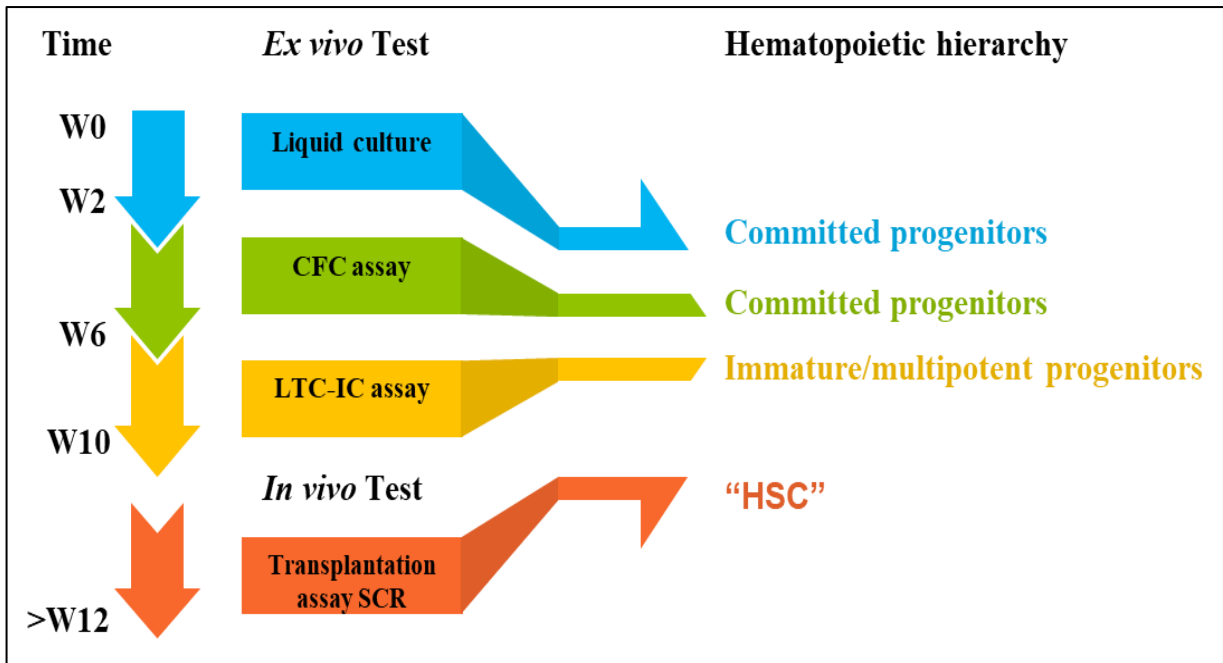 Time
Ex vivo Test
Hematopoietic hierarchy
W0
Liquid culture
W2
Committed progenitors
CFC assay
Committed progenitors
W6
LTC-IC assay
Immature/multipotent progenitors
W10
In vivo Test
“HSC”
Transplantation
assay SCR
>W12